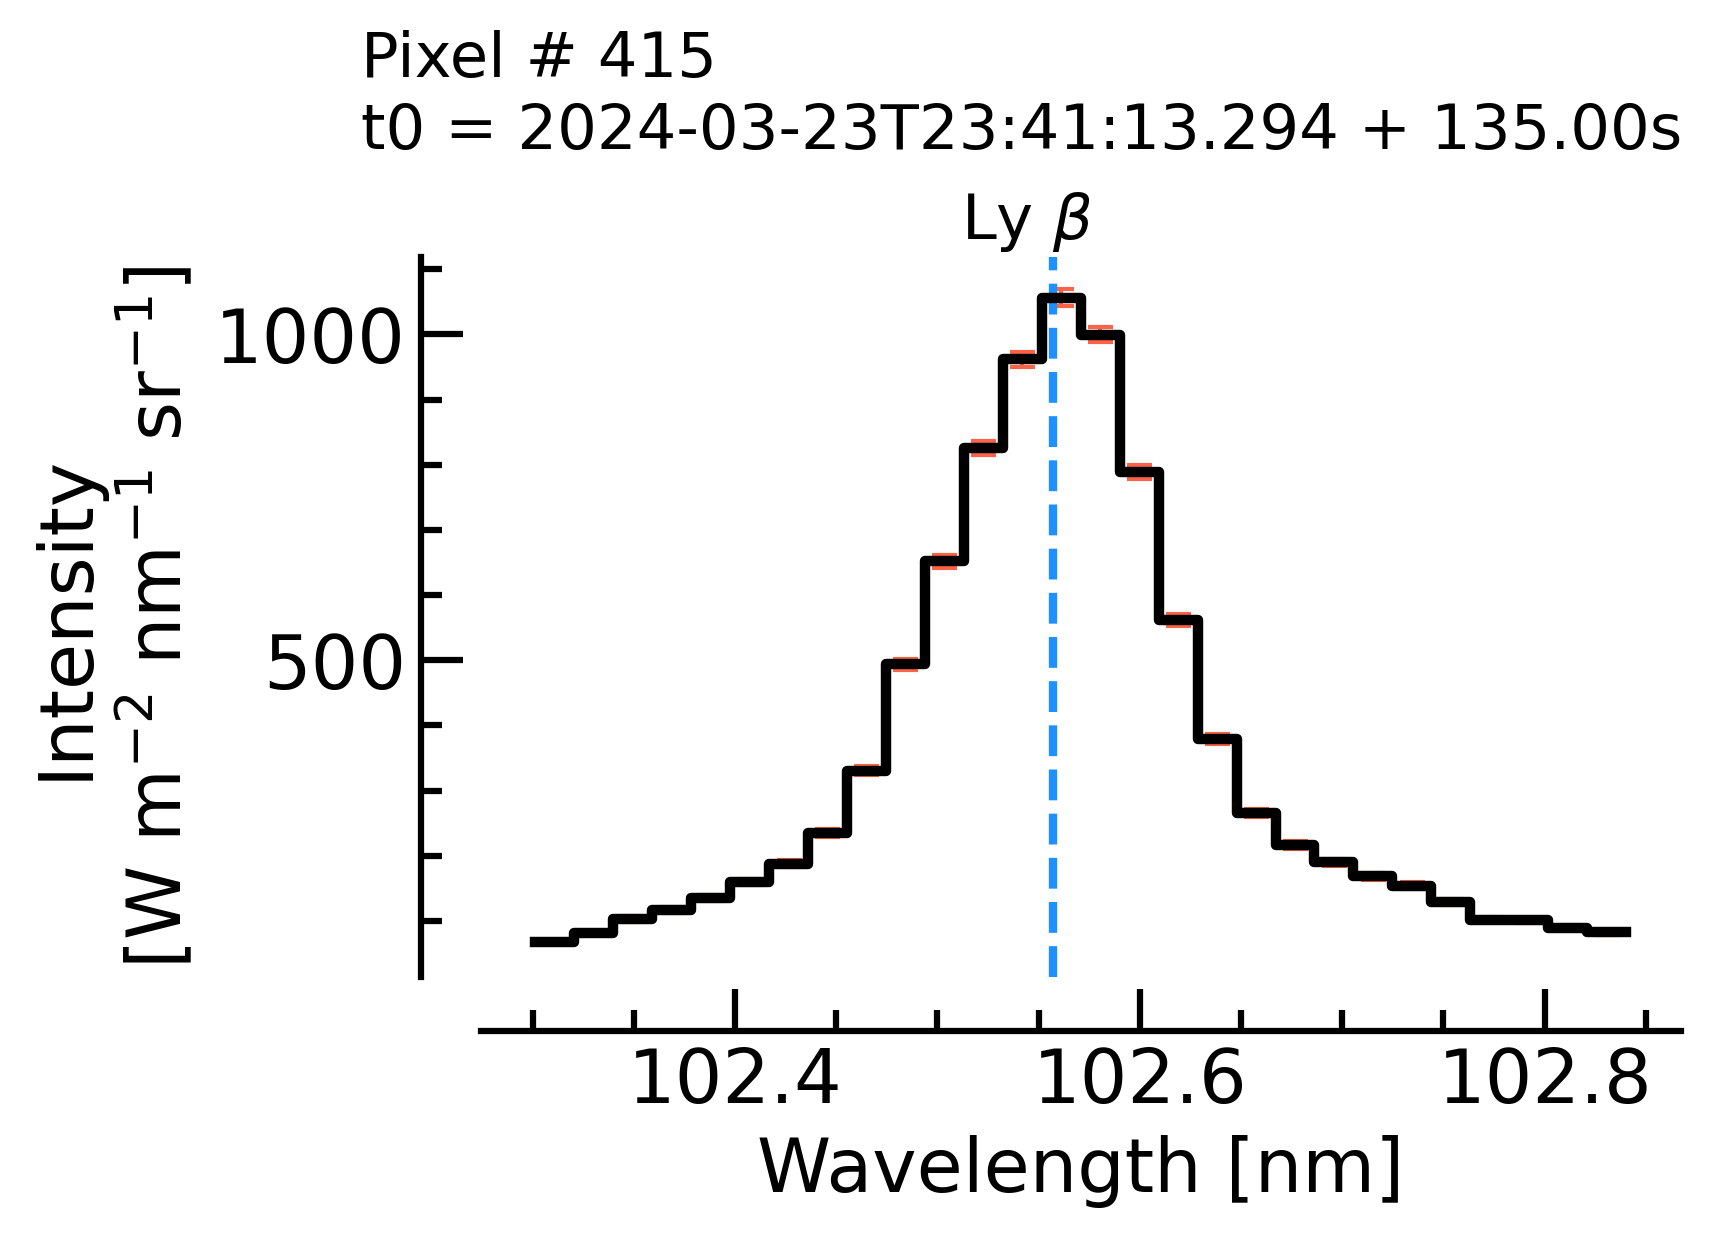 Pixel # 415
t0 = 2024-03-23T23:41:13.294 + 135.00s
Ly β
Intensity
[W m⁻² nm⁻¹ sr⁻¹]
1000
500
102.4
102.6
102.8
Wavelength [nm]